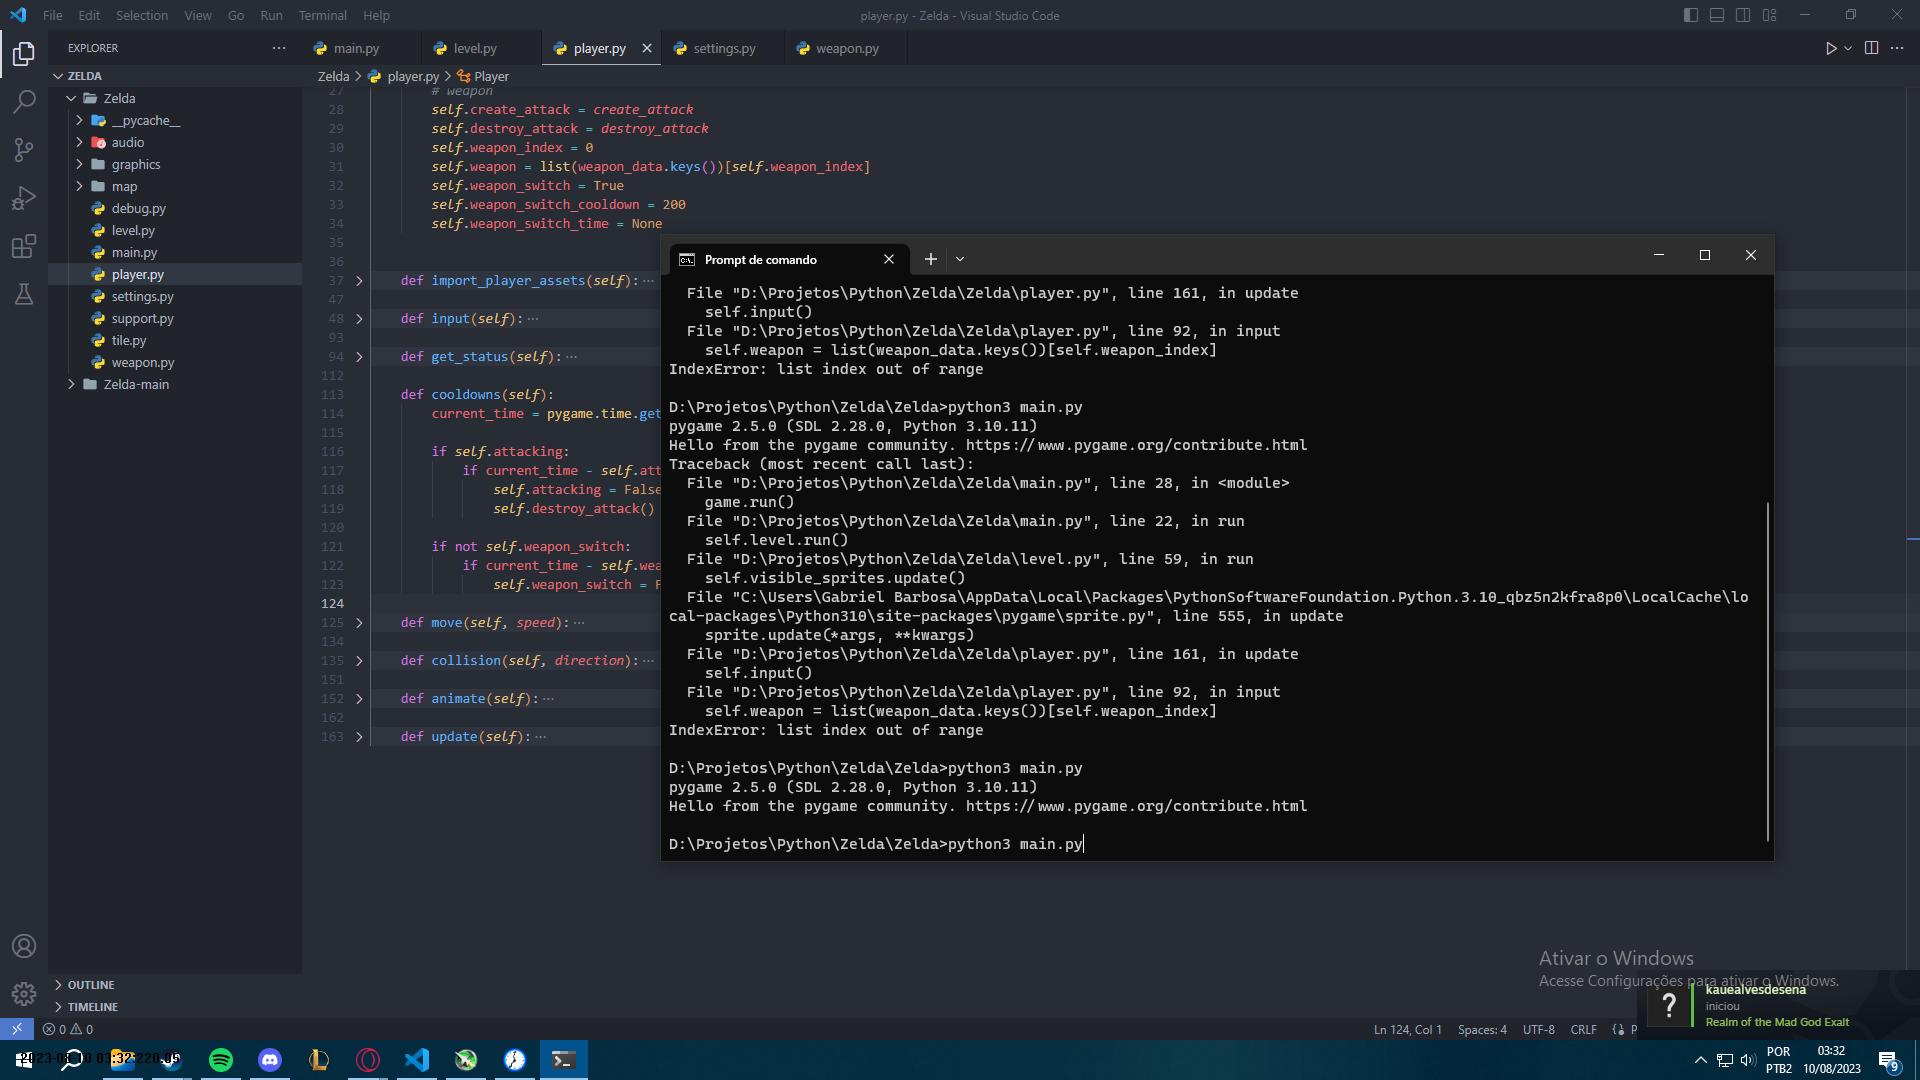 File Edit Selection View Go Run Terminal Help
player.py - Zelda - Visual Studio Code
EXPLORER
main.py level.py player.py settings.py weapon.py
ZELDA
Zelda
__pycache__
audio
graphics
map
debug.py
level.py
main.py
player.py
settings.py
support.py
tile.py
weapon.py
Zelda-main
OUTLINE
TIMELINE
Zelda > player.py > Player
27 # weapon
28 self.create_attack = create_attack
29 self.destroy_attack = destroy_attack
30 self.weapon_index = 0
31 self.weapon = list(weapon_data.keys())[self.weapon_index]
32 self.weapon_switch = True
33 self.weapon_switch_cooldown = 200
34 self.weapon_switch_time = None
35
36
37 def import_player_assets(self): ···
47
48 def input(self): ···
93
94 def get_status(self): ···
112
113 def cooldowns(self):
114 current_time = pygame.time.get
115
116 if self.attacking:
117 if current_time - self.att
118 self.attacking = False
119 self.destroy_attack()
120
121 if not self.weapon_switch:
122 if current_time - self.wea
123 self.weapon_switch = F
124
125 def move(self, speed): ···
134
135 def collision(self, direction): ···
151
152 def animate(self): ···
162
163 def update(self): ···
Prompt de comando
File "D:\Projetos\Python\Zelda\Zelda\player.py", line 161, in update
self.input()
File "D:\Projetos\Python\Zelda\Zelda\player.py", line 92, in input
self.weapon = list(weapon_data.keys())[self.weapon_index]
IndexError: list index out of range
D:\Projetos\Python\Zelda\Zelda>python3 main.py
pygame 2.5.0 (SDL 2.28.0, Python 3.10.11)
Hello from the pygame community. https://www.pygame.org/contribute.html
Traceback (most recent call last):
File "D:\Projetos\Python\Zelda\Zelda\main.py", line 28, in <module>
game.run()
File "D:\Projetos\Python\Zelda\Zelda\main.py", line 22, in run
self.level.run()
File "D:\Projetos\Python\Zelda\Zelda\level.py", line 59, in run
self.visible_sprites.update()
File "C:\Users\Gabriel Barbosa\AppData\Local\Packages\PythonSoftwareFoundation.Python.3.10_qbz5n2kfra8p0\LocalCache\lo
cal-packages\Python310\site-packages\pygame\sprite.py", line 555, in update
sprite.update(*args, **kwargs)
File "D:\Projetos\Python\Zelda\Zelda\player.py", line 161, in update
self.input()
File "D:\Projetos\Python\Zelda\Zelda\player.py", line 92, in input
self.weapon = list(weapon_data.keys())[self.weapon_index]
IndexError: list index out of range
D:\Projetos\Python\Zelda\Zelda>python3 main.py
pygame 2.5.0 (SDL 2.28.0, Python 3.10.11)
Hello from the pygame community. https://www.pygame.org/contribute.html
D:\Projetos\Python\Zelda\Zelda>python3 main.py
Ativar o Windows
Acesse Configurações para ativar o Windows.
?
kauealvesdesena
iniciou
Realm of the Mad God Exalt
0 0
Ln 124, Col 1 Spaces: 4 UTF-8 CRLF P
POR
PTB2
03:32
10/08/2023
9